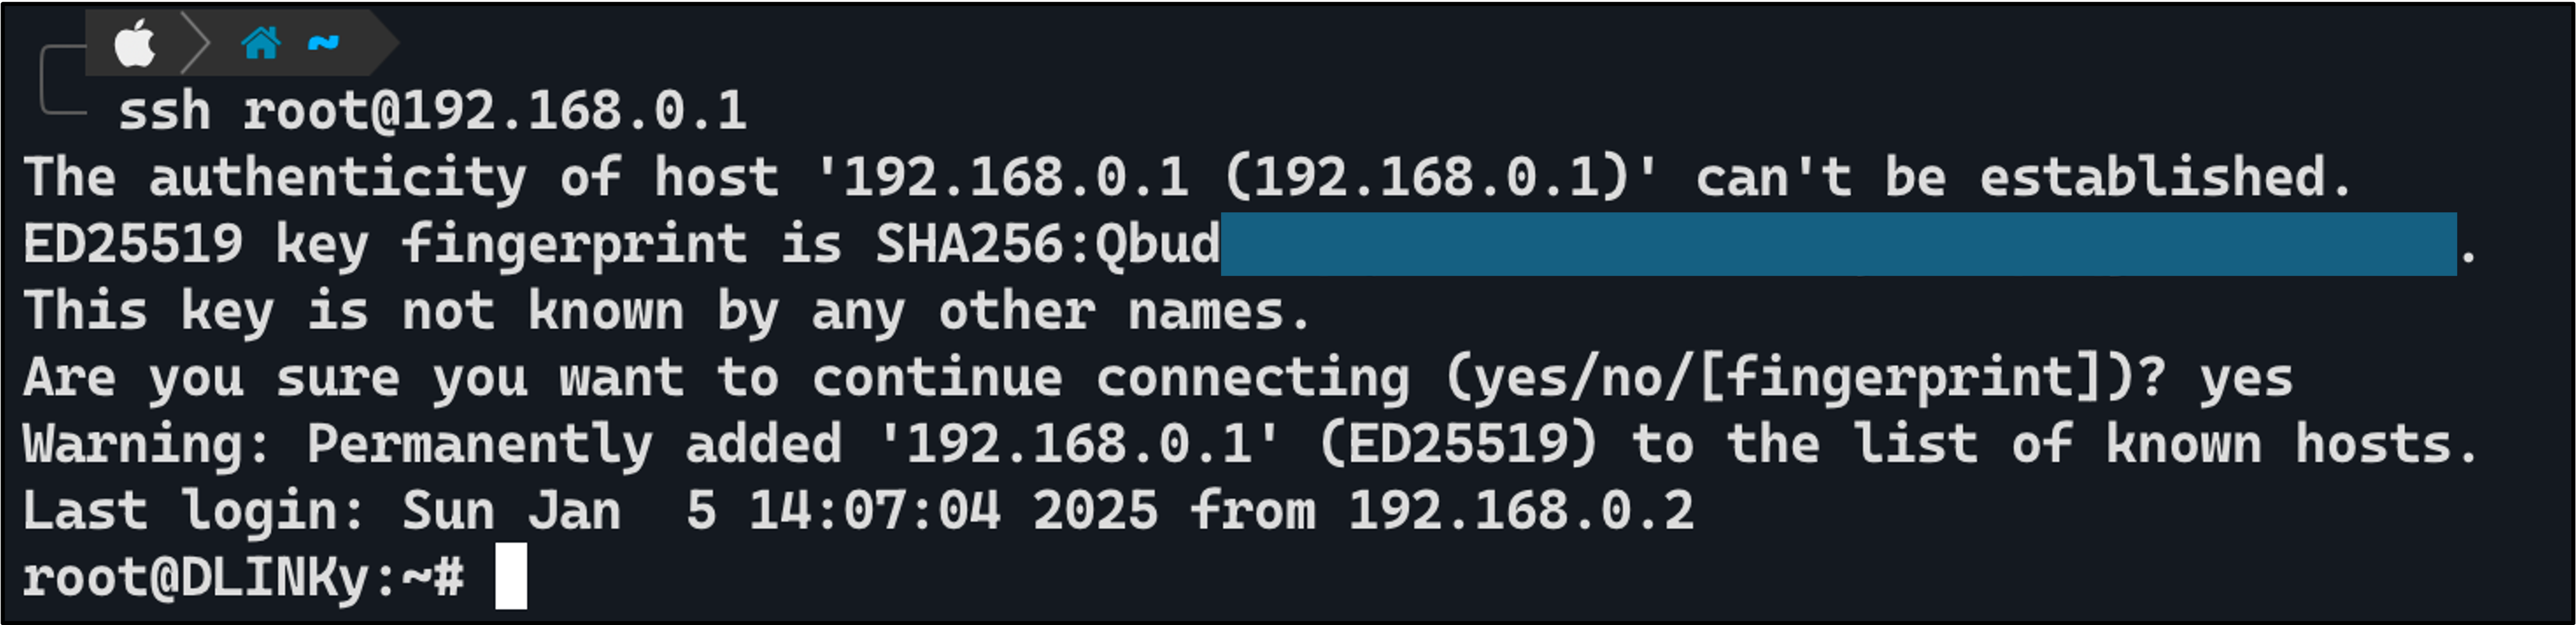 ~
ssh root@192.168.0.1
The authenticity of host '192.168.0.1 (192.168.0.1)' can't be established.
ED25519 key fingerprint is SHA256:Qbud.
This key is not known by any other names.
Are you sure you want to continue connecting (yes/no/[fingerprint])? yes
Warning: Permanently added '192.168.0.1' (ED25519) to the list of known hosts.
Last login: Sun Jan  5 14:07:04 2025 from 192.168.0.2
root@DLINKy:~#